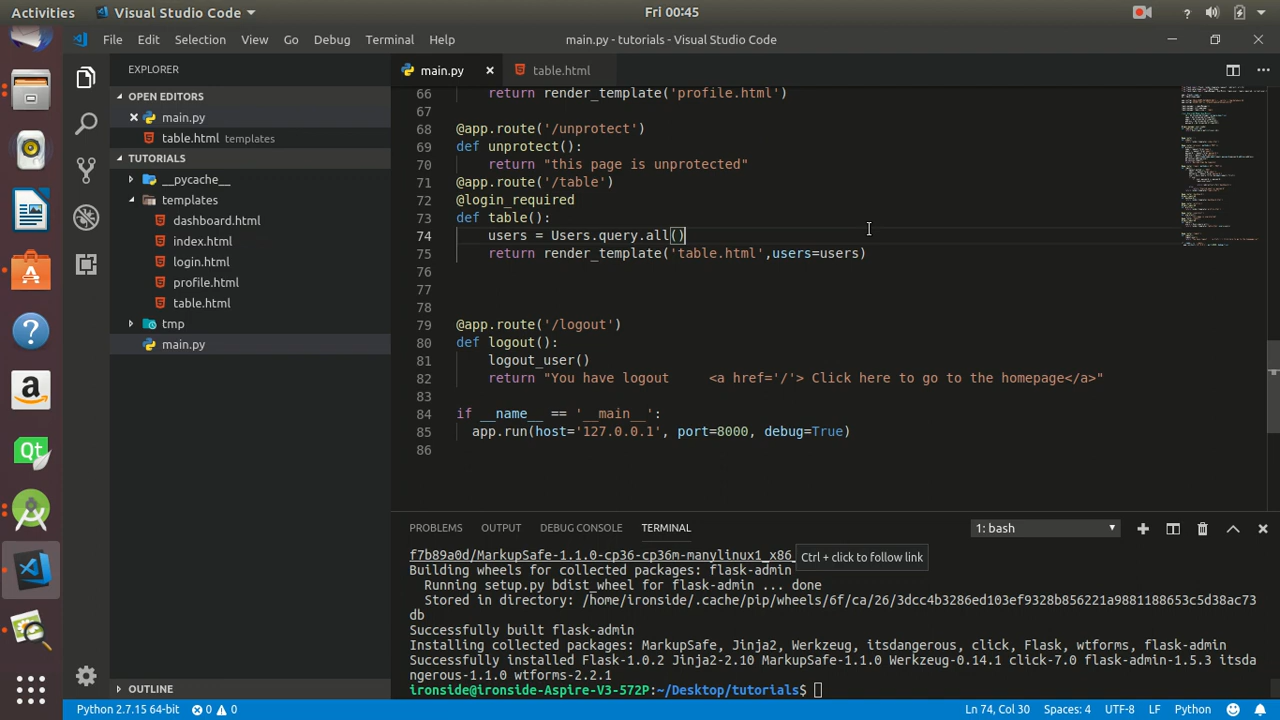 Activities Visual Studio Code Fri 00:45
File Edit Selection View Go Debug Terminal Help main.py - tutorials - Visual Studio Code
EXPLORER
main.py table.html
OPEN EDITORS
main.py
table.html templates
TUTORIALS
__pycache__
templates
dashboard.html
index.html
login.html
profile.html
table.html
tmp
main.py
OUTLINE
66 return render_template('profile.html')
67
68 @app.route('/unprotect')
69 def unprotect():
70 return "this page is unprotected"
71 @app.route('/table')
72 @login_required
73 def table():
74 users = Users.query.all()
75 return render_template('table.html',users=users)
76
77
78
79 @app.route('/logout')
80 def logout():
81 logout_user()
82 return "You have logout     <a href='/'> Click here to go to the homepage</a>"
83
84 if __name__ == '__main__':
85 app.run(host='127.0.0.1', port=8000, debug=True)
86
PROBLEMS OUTPUT DEBUG CONSOLE TERMINAL 1: bash
f7b89a0d/MarkupSafe-1.1.0-cp36-cp36m-manylinux1_x86_
Ctrl + click to follow link
Building wheels for collected packages: flask-admin
Running setup.py bdist_wheel for flask-admin ... done
Stored in directory: /home/ironside/.cache/pip/wheels/6f/ca/26/3dcc4b3286ed103ef9328b856221a9881188653c5d38ac73
db
Successfully built flask-admin
Installing collected packages: MarkupSafe, Jinja2, Werkzeug, itsdangerous, click, Flask, wtforms, flask-admin
Successfully installed Flask-1.0.2 Jinja2-2.10 MarkupSafe-1.1.0 Werkzeug-0.14.1 click-7.0 flask-admin-1.5.3 itsda
ngerous-1.1.0 wtforms-2.2.1
ironside@ironside-Aspire-V3-572P:~/Desktop/tutorials$
Python 2.7.15 64-bit 0 0 Ln 74, Col 30 Spaces: 4 UTF-8 LF Python